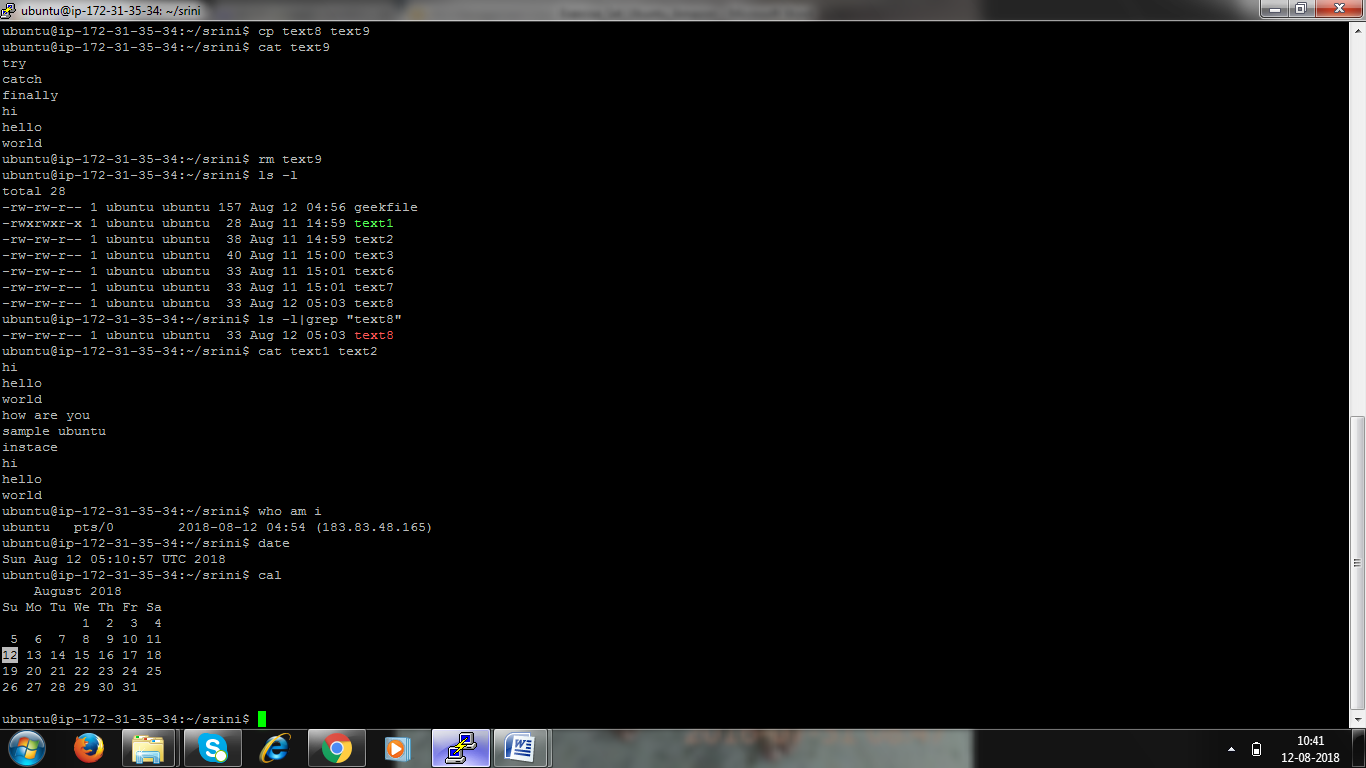 ubuntu@ip-172-31-35-34: ~/srini
ubuntu@ip-172-31-35-34:~/srini$ cp text8 text9
ubuntu@ip-172-31-35-34:~/srini$ cat text9
try
catch
finally
hi
hello
world
ubuntu@ip-172-31-35-34:~/srini$ rm text9
ubuntu@ip-172-31-35-34:~/srini$ ls -l
total 28
-rw-rw-r-- 1 ubuntu ubuntu 157 Aug 12 04:56 geekfile
-rwxrwxr-x 1 ubuntu ubuntu  28 Aug 11 14:59 text1
-rw-rw-r-- 1 ubuntu ubuntu  38 Aug 11 14:59 text2
-rw-rw-r-- 1 ubuntu ubuntu  40 Aug 11 15:00 text3
-rw-rw-r-- 1 ubuntu ubuntu  33 Aug 11 15:01 text6
-rw-rw-r-- 1 ubuntu ubuntu  33 Aug 11 15:01 text7
-rw-rw-r-- 1 ubuntu ubuntu  33 Aug 12 05:03 text8
ubuntu@ip-172-31-35-34:~/srini$ ls -l|grep "text8"
-rw-rw-r-- 1 ubuntu ubuntu  33 Aug 12 05:03 text8
ubuntu@ip-172-31-35-34:~/srini$ cat text1 text2
hi
hello
world
how are you
sample ubuntu
instace
hi
hello
world
ubuntu@ip-172-31-35-34:~/srini$ who am i
ubuntu   pts/0        2018-08-12 04:54 (183.83.48.165)
ubuntu@ip-172-31-35-34:~/srini$ date
Sun Aug 12 05:10:57 UTC 2018
ubuntu@ip-172-31-35-34:~/srini$ cal
    August 2018
Su Mo Tu We Th Fr Sa
          1  2  3  4
 5  6  7  8  9 10 11
12 13 14 15 16 17 18
19 20 21 22 23 24 25
26 27 28 29 30 31
ubuntu@ip-172-31-35-34:~/srini$
10:41
12-08-2018